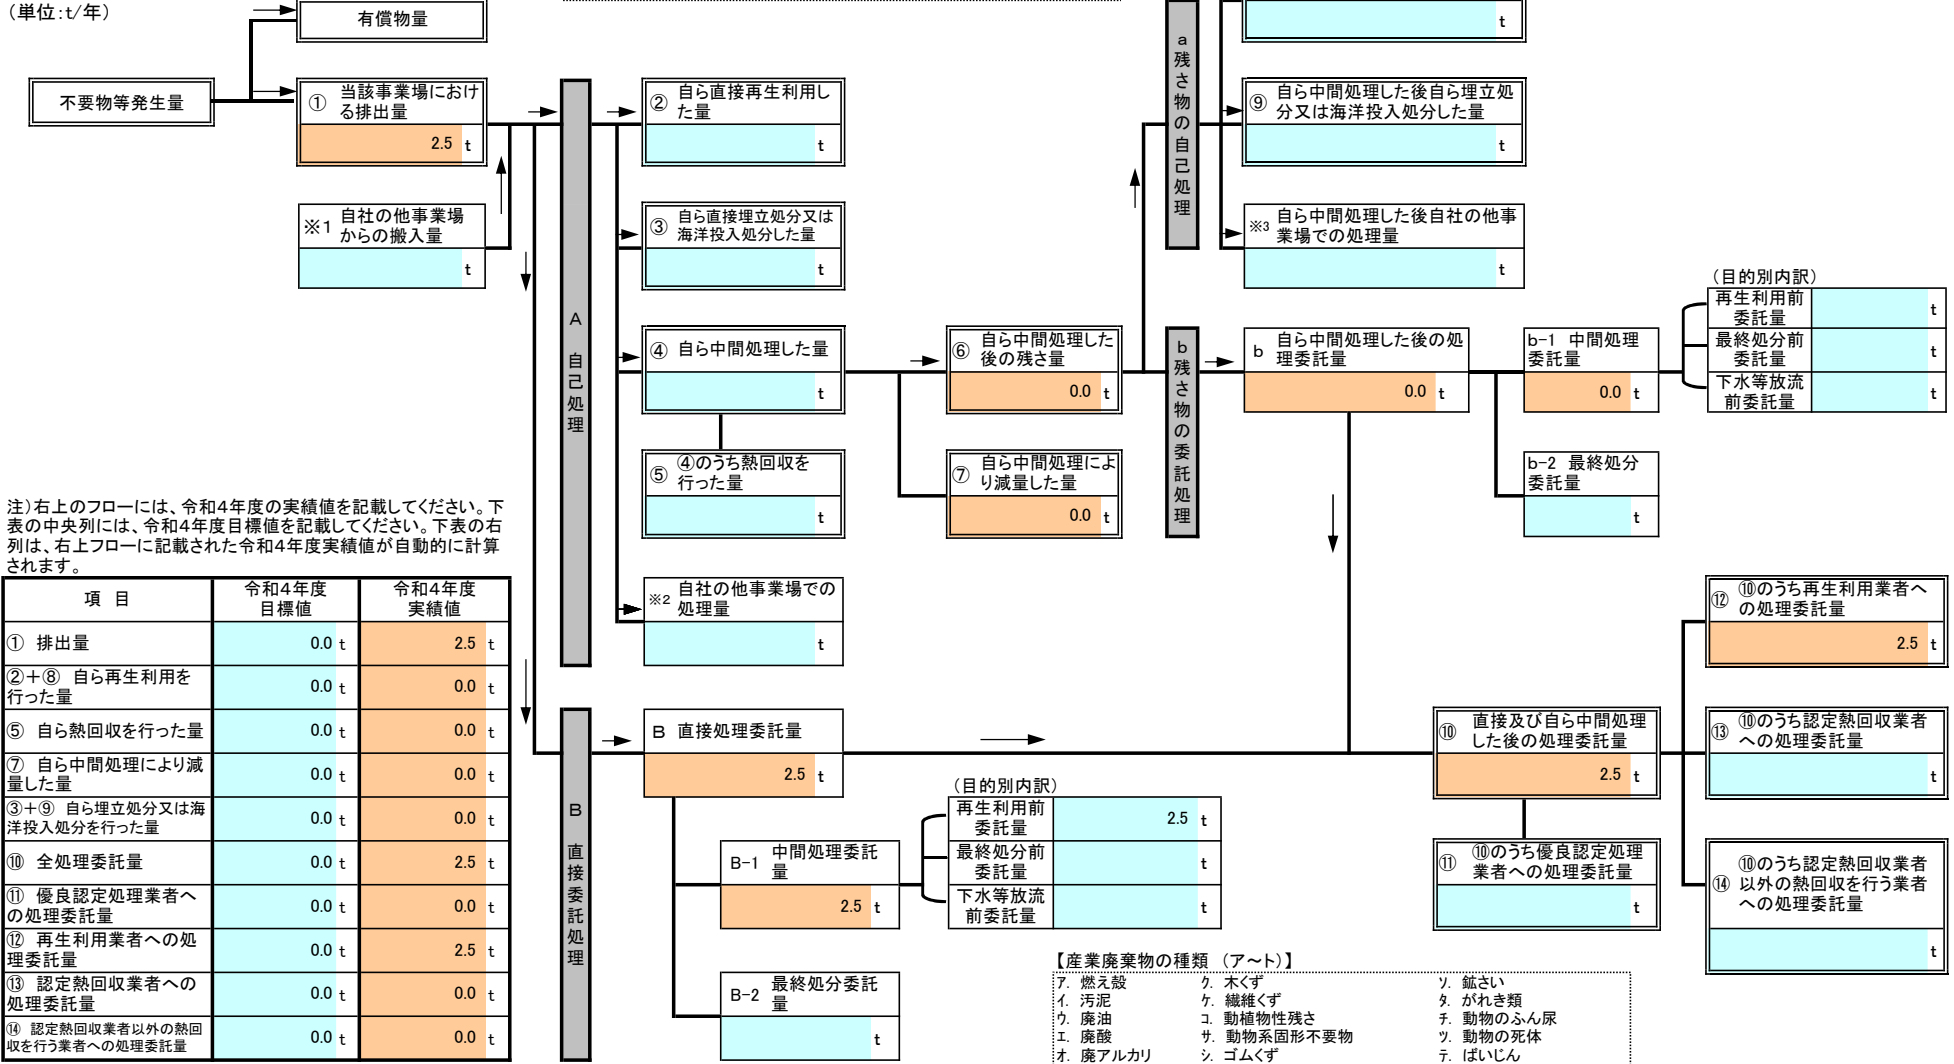 （単位:t/年）
有償物量
t
不要物等発生量
① 当該事業場におけ
る排出量
2.5 t
※1 自社の他事業場
からの搬入量
t
A 自己処理
② 自ら直接再生利用し
た量
t
③ 自ら直接埋立処分又は
海洋投入処分した量
t
④ 自ら中間処理した量
t
⑤ ④のうち熱回収を
行った量
t
※2 自社の他事業場での
処理量
t
⑥ 自ら中間処理した
後の残さ量
0.0 t
⑦ 自ら中間処理によ
り減量した量
0.0 t
a残さ物の自己処理
⑨ 自ら中間処理した後自ら埋立処
分又は海洋投入処分した量
t
※3 自ら中間処理した後自社の他事
業場での処理量
t
b残さ物の委託処理
b 自ら中間処理した後の処
理委託量
0.0 t
b-1 中間処理
委託量
0.0 t
b-2 最終処分
委託量
t
（目的別内訳）
再生利用前
委託量 t
最終処分前
委託量 t
下水等放流
前委託量 t
注）右上のフローには、令和4年度の実績値を記載してください。下
表の中央列には、令和4年度目標値を記載してください。下表の右
列は、右上フローに記載された令和4年度実績値が自動的に計算
されます。
項 目 令和4年度 令和4年度
目標値 実績値
① 排出量 0.0 t 2.5 t
②＋⑧ 自ら再生利用を
行った量 0.0 t 0.0 t
⑤ 自ら熱回収を行った量 0.0 t 0.0 t
⑦ 自ら中間処理により減
量した量 0.0 t 0.0 t
③＋⑨ 自ら埋立処分又は海
洋投入処分を行った量 0.0 t 0.0 t
⑩ 全処理委託量 0.0 t 2.5 t
⑪ 優良認定処理業者へ
の処理委託量 0.0 t 0.0 t
⑫ 再生利用業者への処
理委託量 0.0 t 2.5 t
⑬ 認定熱回収業者への
処理委託量 0.0 t 0.0 t
⑭ 認定熱回収業者以外の熱回
収を行う業者への処理委託量 0.0 t 0.0 t
B 直接委託処理
B 直接処理委託量
2.5 t
B-1 中間処理委託
量
2.5 t
B-2 最終処分委託
量
t
（目的別内訳）
再生利用前
委託量 2.5 t
最終処分前
委託量 t
下水等放流
前委託量 t
⑩ 直接及び自ら中間処理
した後の処理委託量
2.5 t
⑪ ⑩のうち優良認定処理
業者への処理委託量
t
⑫ ⑩のうち再生利用業者へ
の処理委託量
2.5 t
⑬ ⑩のうち認定熱回収業者
への処理委託量
t
⑭ ⑩のうち認定熱回収業者
以外の熱回収を行う業者
への処理委託量
t
【産業廃棄物の種類 （ア～ト）】
ア. 燃え殻 ク. 木くず ソ. 鉱さい
イ. 汚泥 ケ. 繊維くず タ. がれき類
ウ. 廃油 コ. 動植物性残さ チ. 動物のふん尿
エ. 廃酸 サ. 動物系固形不要物 ツ. 動物の死体
オ. 廃アルカリ シ. ゴムくず テ. ばいじん